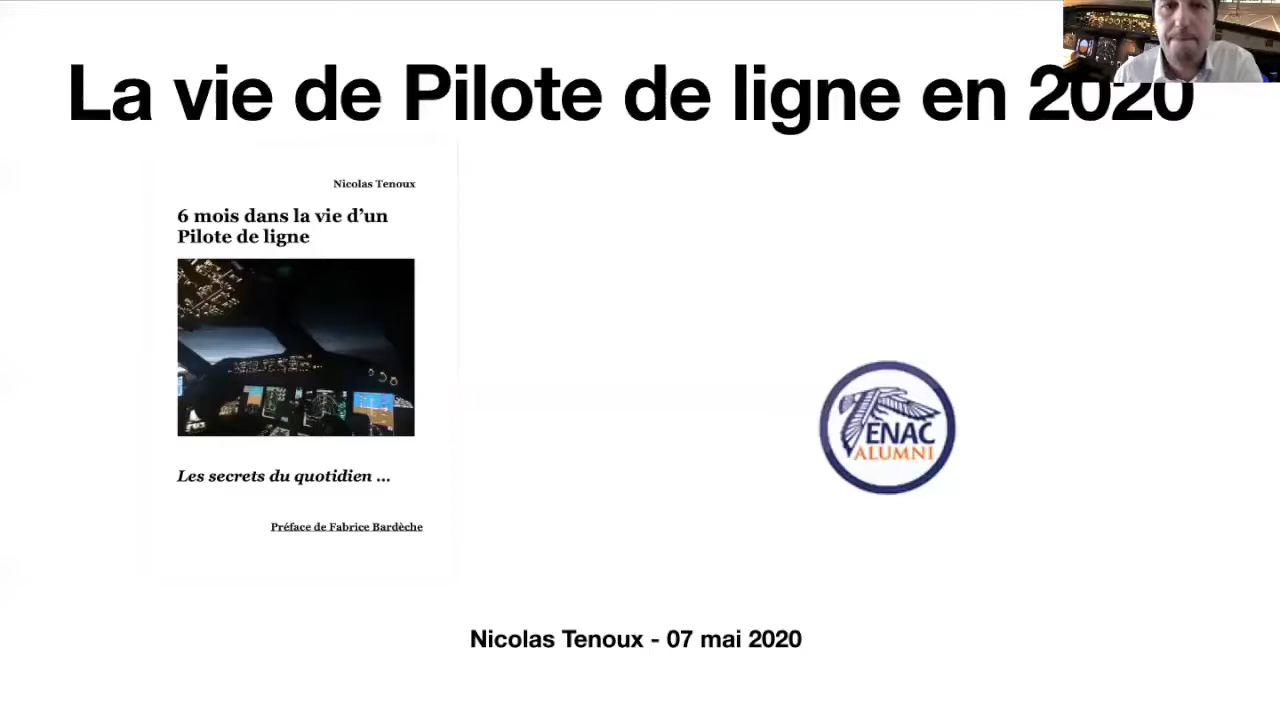 La vie de Pilote de ligne en 2020
Nicolas Tenoux
6 mois dans la vie d’un
Pilote de ligne
Les secrets du quotidien ...
Préface de Fabrice Bardèche
ENAC
ALUMNI
Nicolas Tenoux - 07 mai 2020